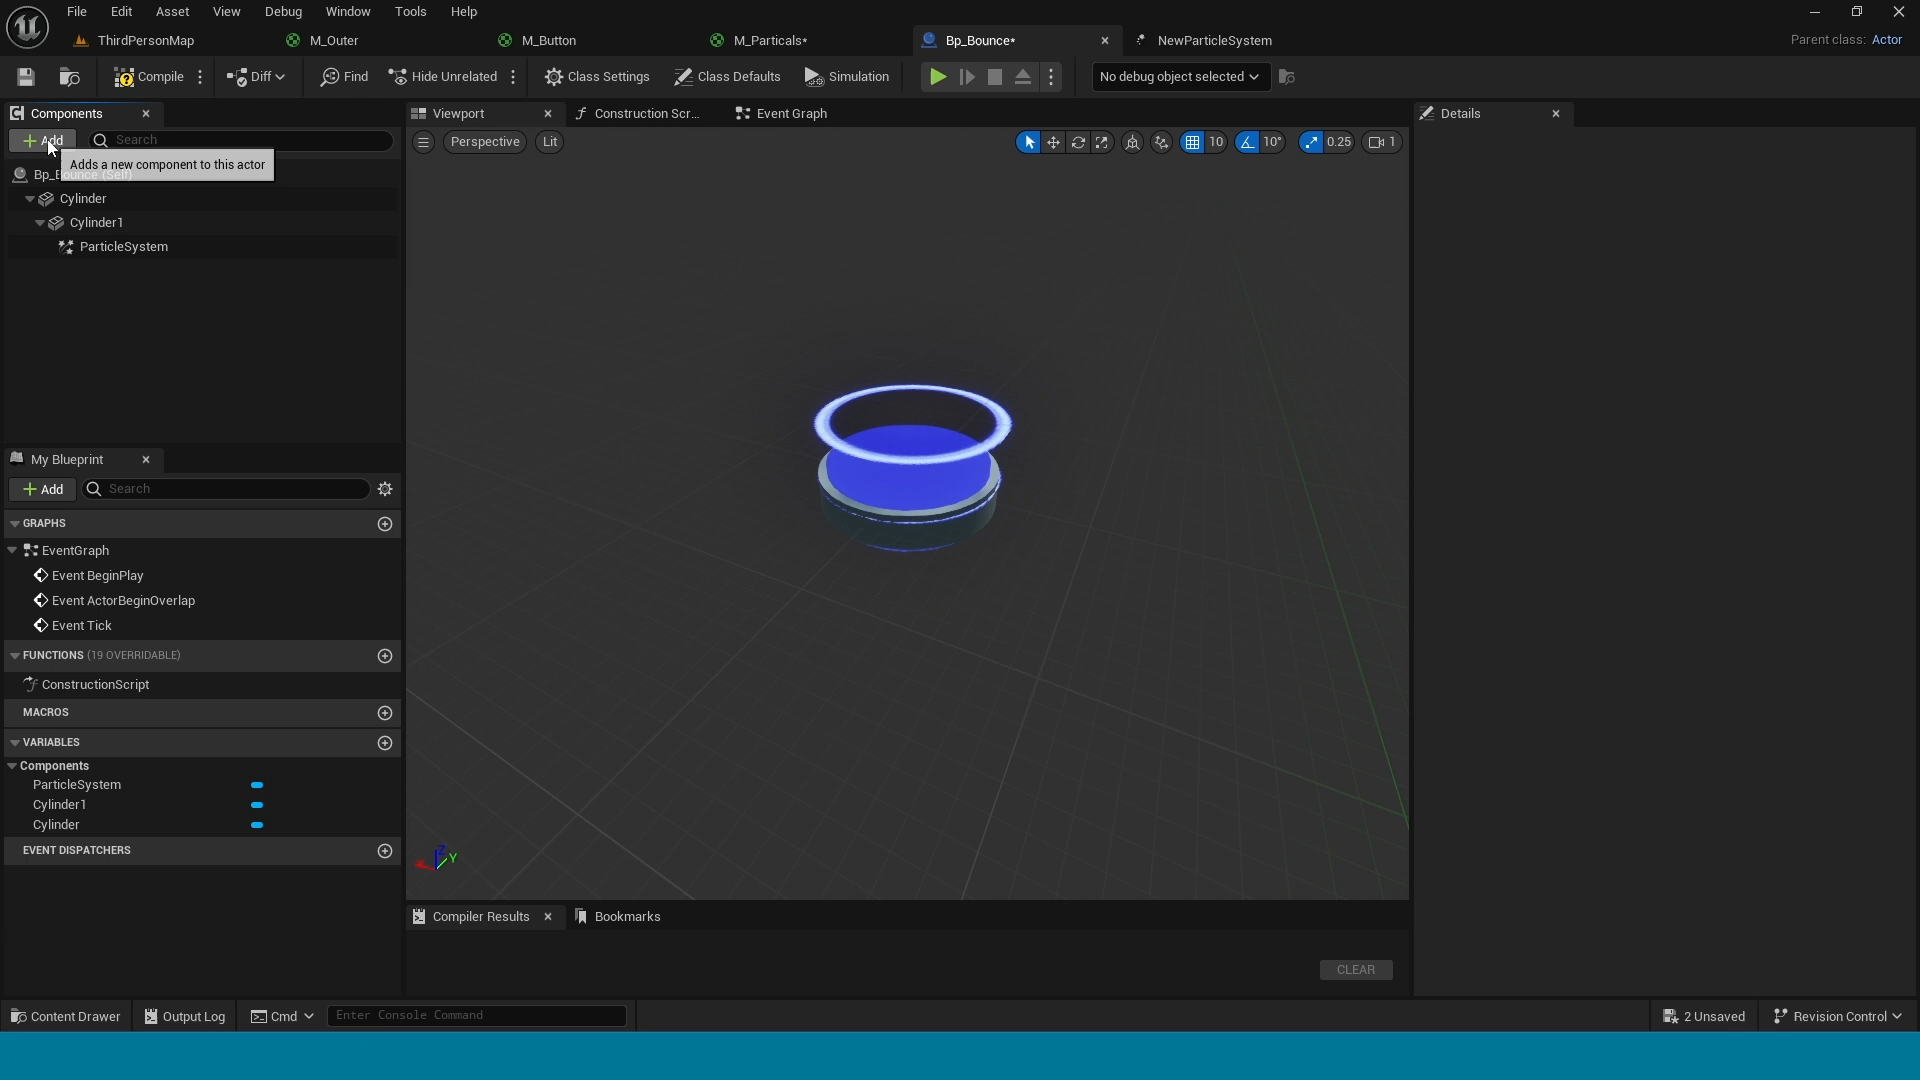 File Edit Asset View Debug Window Tools Help
ThirdPersonMap M_Outer M_Button M_Particals* Bp_Bounce* NewParticleSystem Parent class: Actor
Compile Diff Find Hide Unrelated Class Settings Class Defaults Simulation No debug object selected
Components Viewport Construction Scr... Event Graph Details
Add Search Perspective Lit 10 10° 0.25 1
Adds a new component to this actor
Bp_Bounce (Self)
Cylinder
Cylinder1
ParticleSystem
My Blueprint
Add Search
GRAPHS
EventGraph
Event BeginPlay
Event ActorBeginOverlap
Event Tick
FUNCTIONS (19 OVERRIDABLE)
ConstructionScript
MACROS
VARIABLES
Components
ParticleSystem
Cylinder1
Cylinder
EVENT DISPATCHERS
Z Y
Compiler Results Bookmarks
CLEAR
Content Drawer Output Log Cmd Enter Console Command 2 Unsaved Revision Control